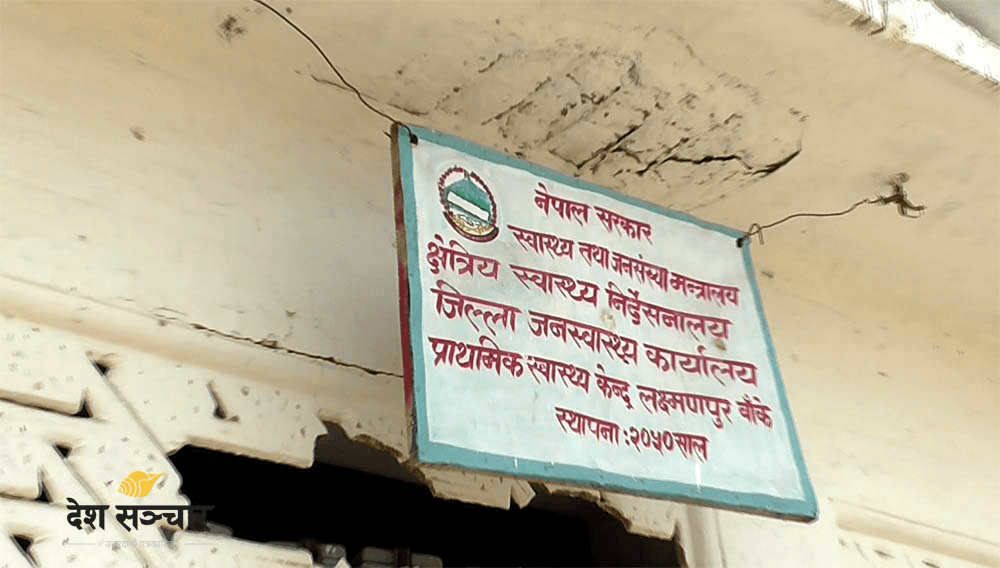 नेपाल सरकार
स्वास्थ्य तथा जनसंख्या मन्त्रालय
क्षेत्रिय स्वास्थ्य निर्देसनालय
जिल्ला जनस्वास्थ्य कार्यालय
प्राथमिक स्वास्थ्य केन्द्र लक्ष्मणपुर बाँके
स्थापना : २०५० साल
देश सञ्चार